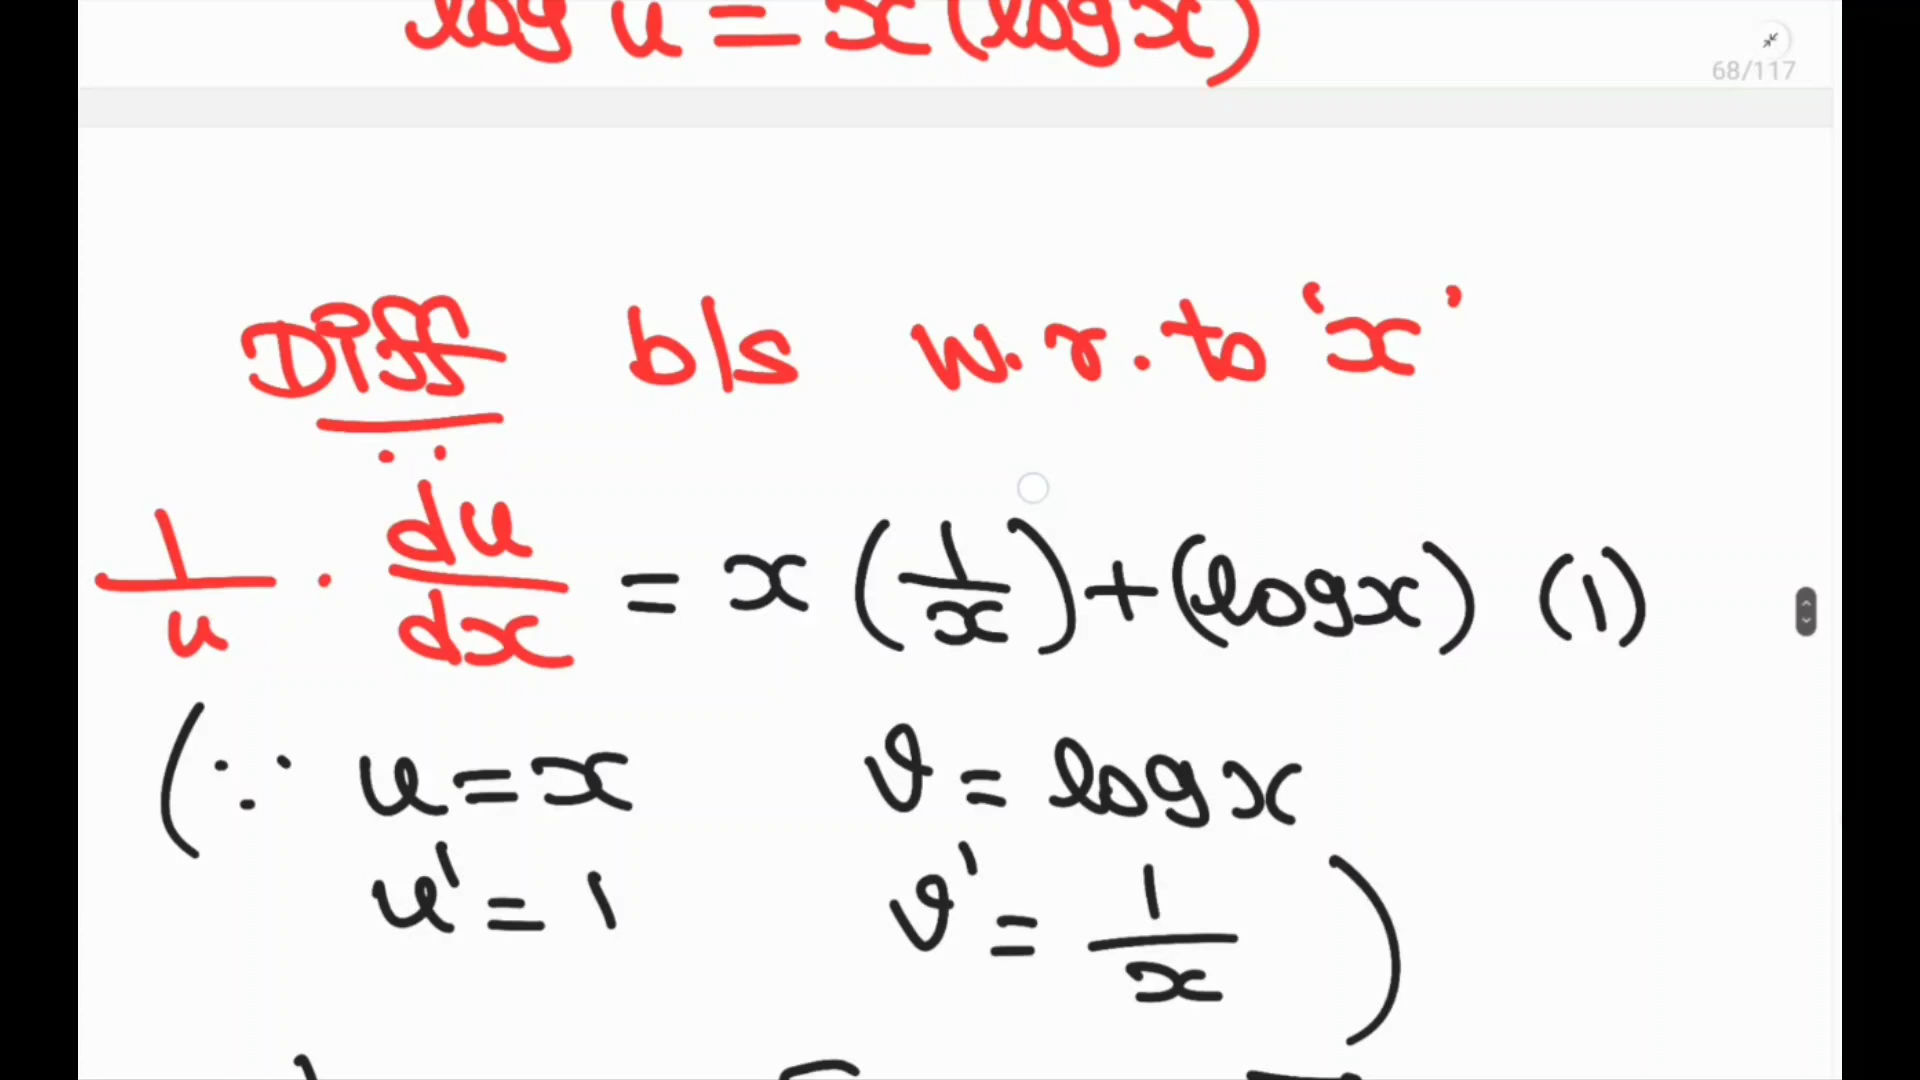 log u = x(log x)
68/117
Diff b/s w.r.to 'x'
1/u · du/dx = x(1/x) + (log x) (1)
(∵ u = x v = log x
u' = 1 v' = 1/x )